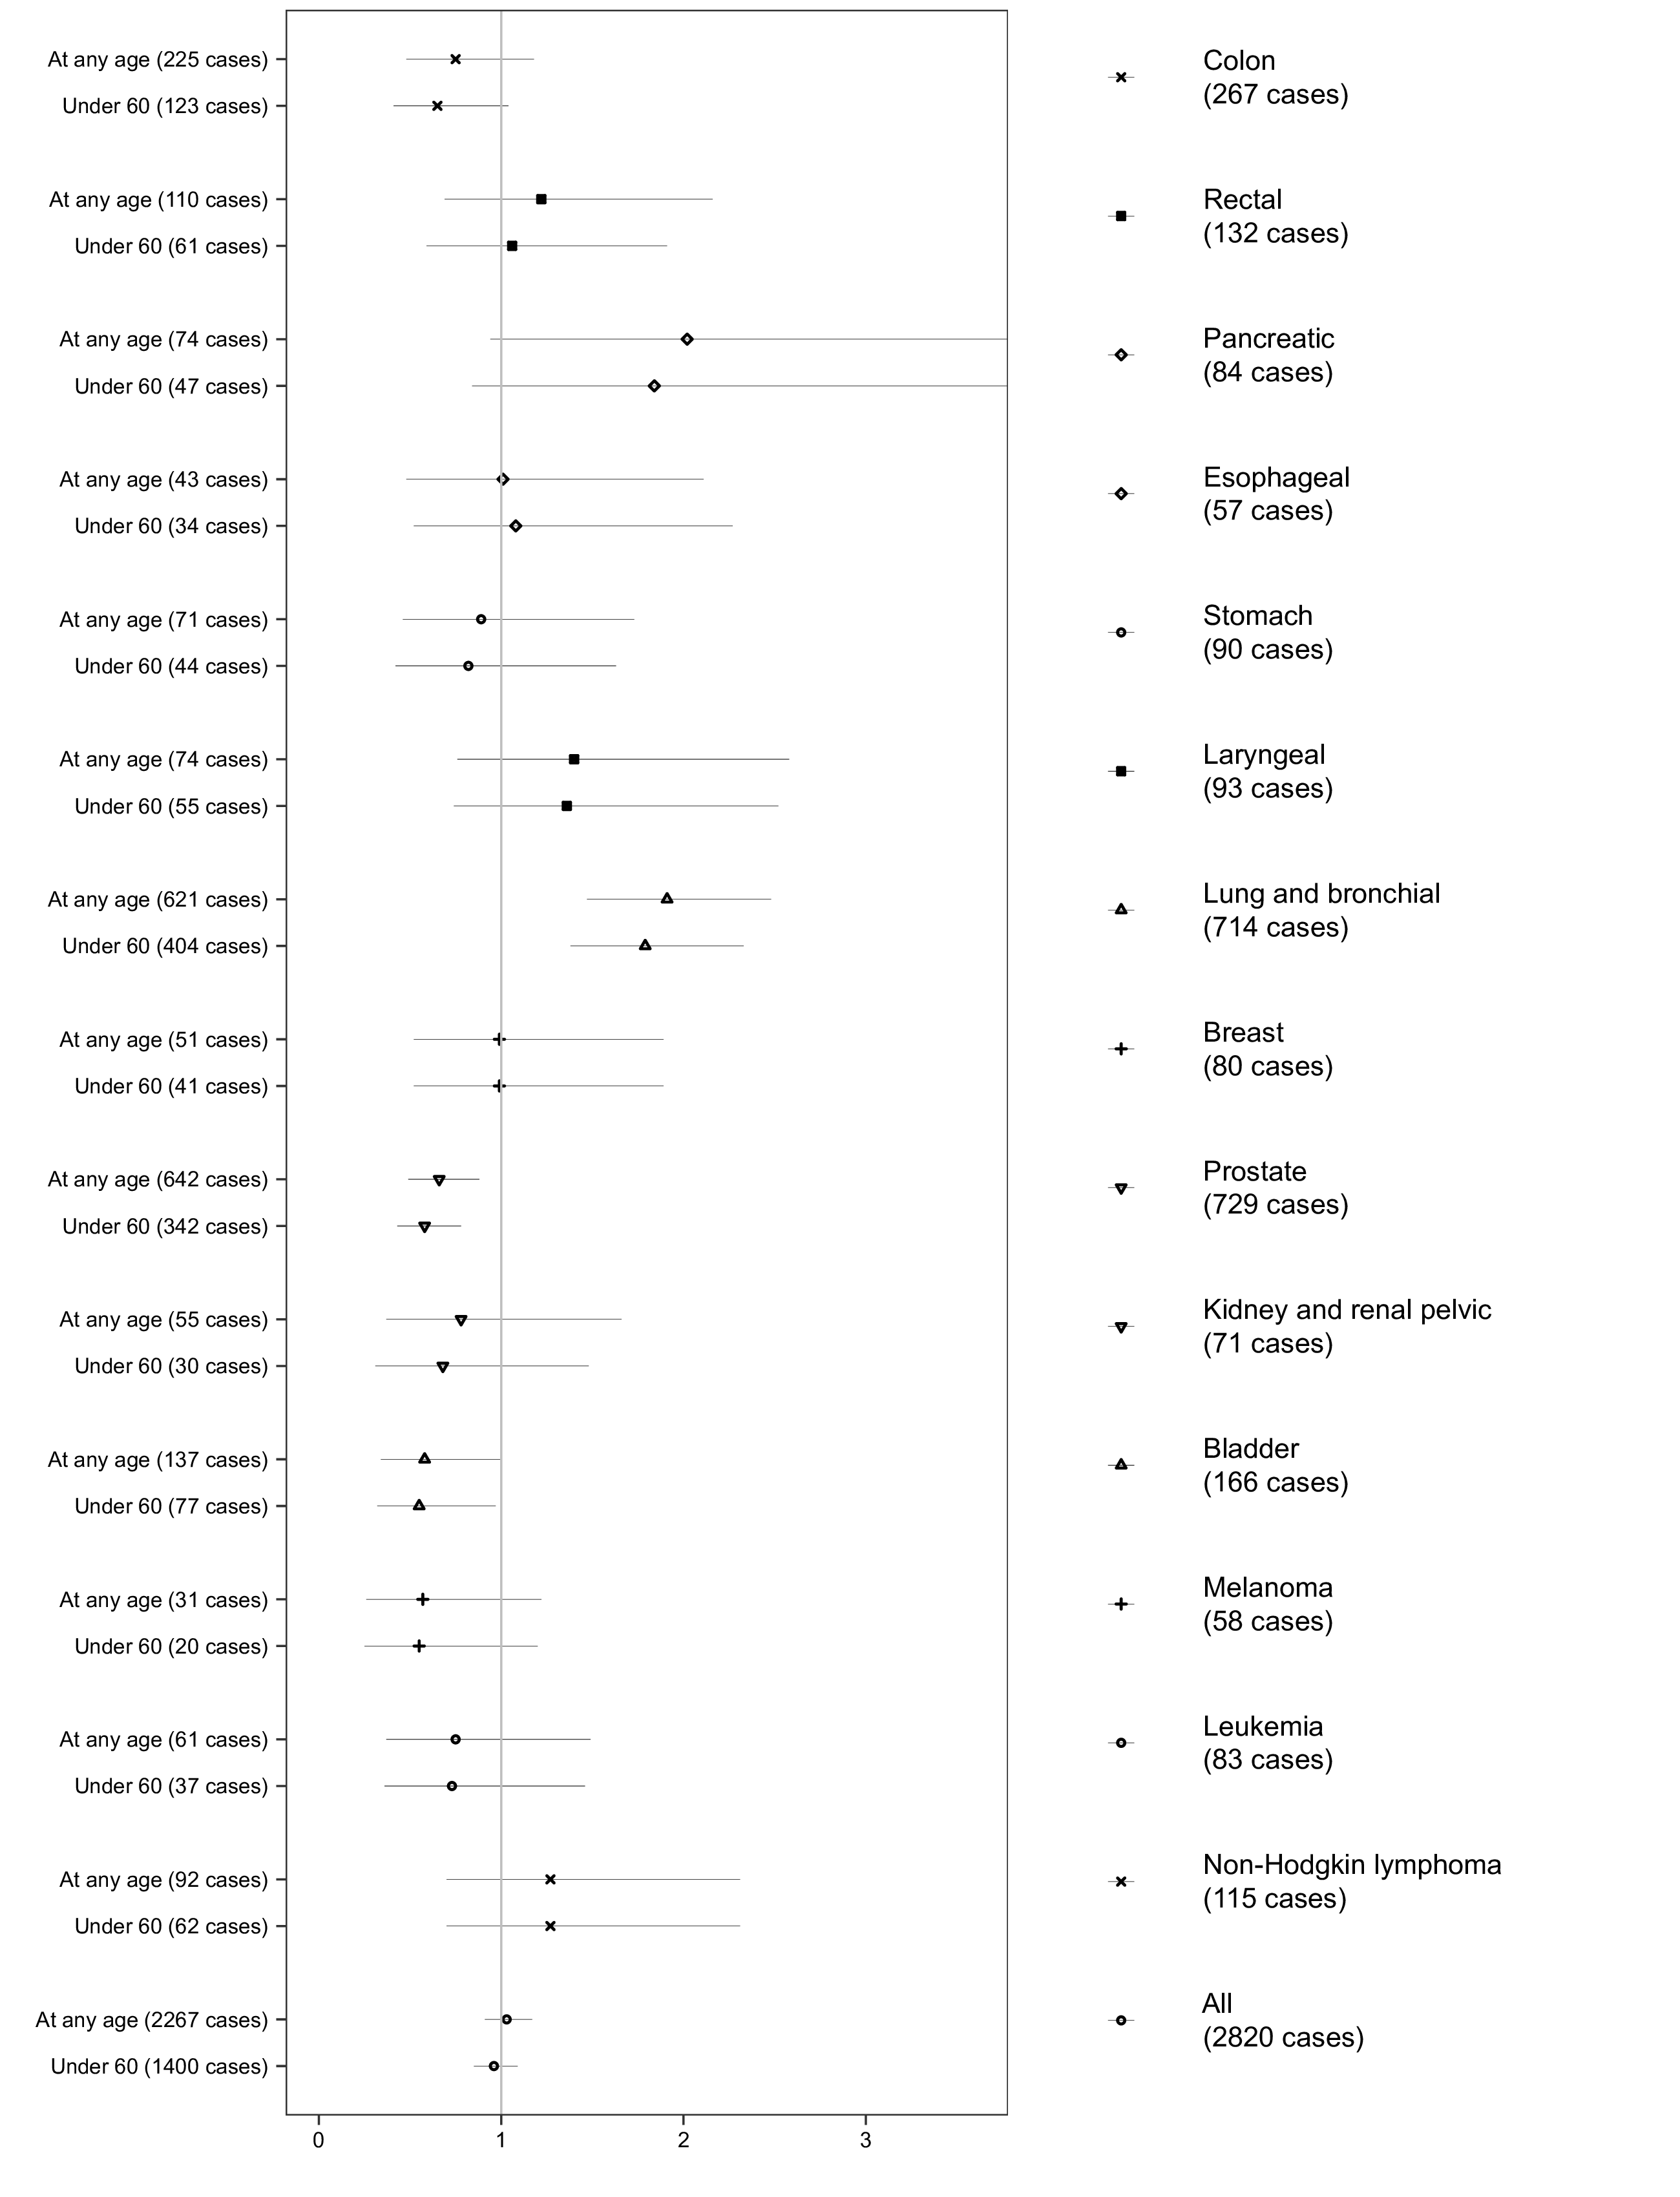 At any age (225 cases)
Under 60 (123 cases)
Colon
(267 cases)
At any age (110 cases)
Under 60 (61 cases)
Rectal
(132 cases)
At any age (74 cases)
Under 60 (47 cases)
Pancreatic
(84 cases)
At any age (43 cases)
Under 60 (34 cases)
Esophageal
(57 cases)
At any age (71 cases)
Under 60 (44 cases)
Stomach
(90 cases)
At any age (74 cases)
Under 60 (55 cases)
Laryngeal
(93 cases)
At any age (621 cases)
Under 60 (404 cases)
Lung and bronchial
(714 cases)
At any age (51 cases)
Under 60 (41 cases)
Breast
(80 cases)
At any age (642 cases)
Under 60 (342 cases)
Prostate
(729 cases)
At any age (55 cases)
Under 60 (30 cases)
Kidney and renal pelvic
(71 cases)
At any age (137 cases)
Under 60 (77 cases)
Bladder
(166 cases)
At any age (31 cases)
Under 60 (20 cases)
Melanoma
(58 cases)
At any age (61 cases)
Under 60 (37 cases)
Leukemia
(83 cases)
At any age (92 cases)
Under 60 (62 cases)
Non-Hodgkin lymphoma
(115 cases)
At any age (2267 cases)
Under 60 (1400 cases)
All
(2820 cases)
0 1 2 3